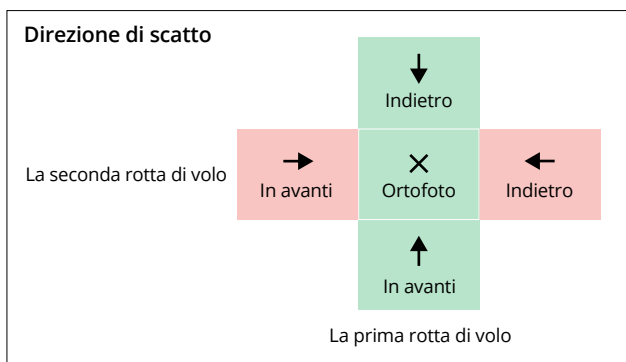 Direzione di scatto
Indietro
La seconda rotta di volo
In avanti
Ortofoto
Indietro
In avanti
La prima rotta di volo